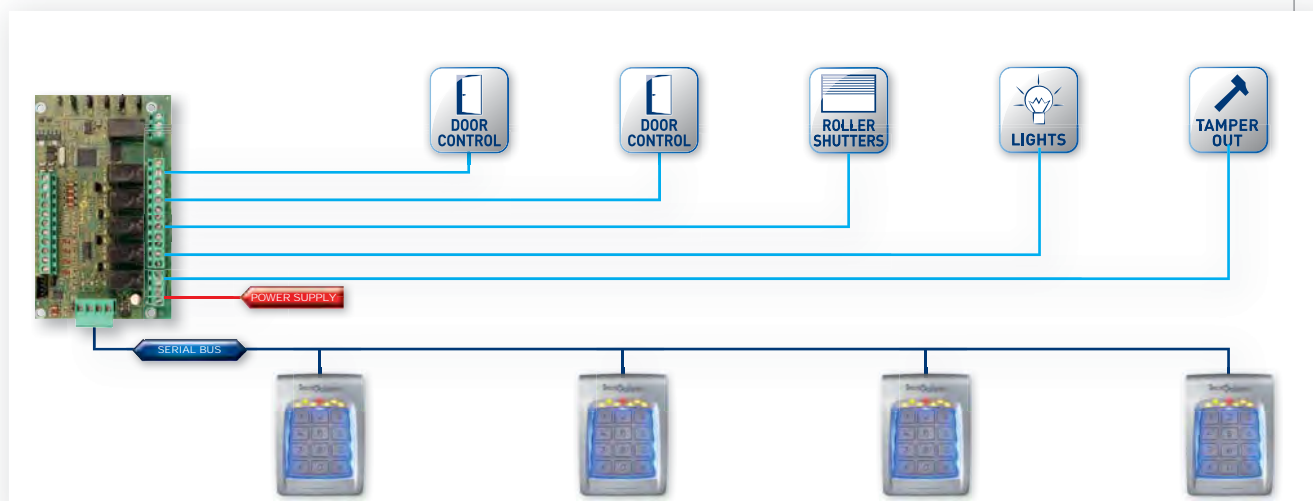 DOOR
CONTROL
DOOR
CONTROL
ROLLER
SHUTTERS
LIGHTS
TAMPER
OUT
POWER SUPPLY
SERIAL BUS